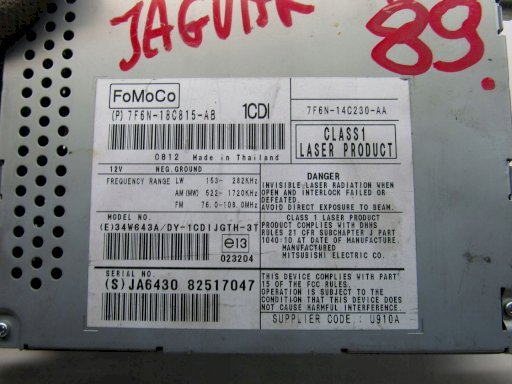 JAGUAR
89.
FoMoCo
(P) 7F6N-18C815-AB 1CDI
7F6N-14C230-AA
CLASS1
LASER PRODUCT
0812 Made in Thailand
12V NEG.GROUND
FREQUENCY RANGE LW 153- 282KHz
AM(MW) 522-1720KHz
FM 76.0-108.0MHz
DANGER
INVISIBLE LASER RADIATION WHEN
OPEN AND INTERLOCK FAILED OR
DEFEATED.
AVOID DIRECT EXPOSURE TO BEAM.
MODEL NO.
(E)34W643A/DY-1CDIJGTH-3T
e13
023204
CLASS 1 LASER PRODUCT
PRODUCT COMPLIES WITH DHHS
RULES 21 CFR SUBCHAPTER J PART
1040:10 AT DATE OF MANUFACTURE.
MANUFACTURED
MITSUBISHI ELECTRIC CO.
SERIAL NO.
(S)JA6430 82517047
THIS DEVICE COMPLIES WITH PART
15 OF THE FCC RULES.
OPERATION IS SUBJECT TO THE
CONDITION THAT THIS DEVICE DOES
NOT CAUSE HARMFUL INTERFERENCE.
SUPPLIER CODE: U910A